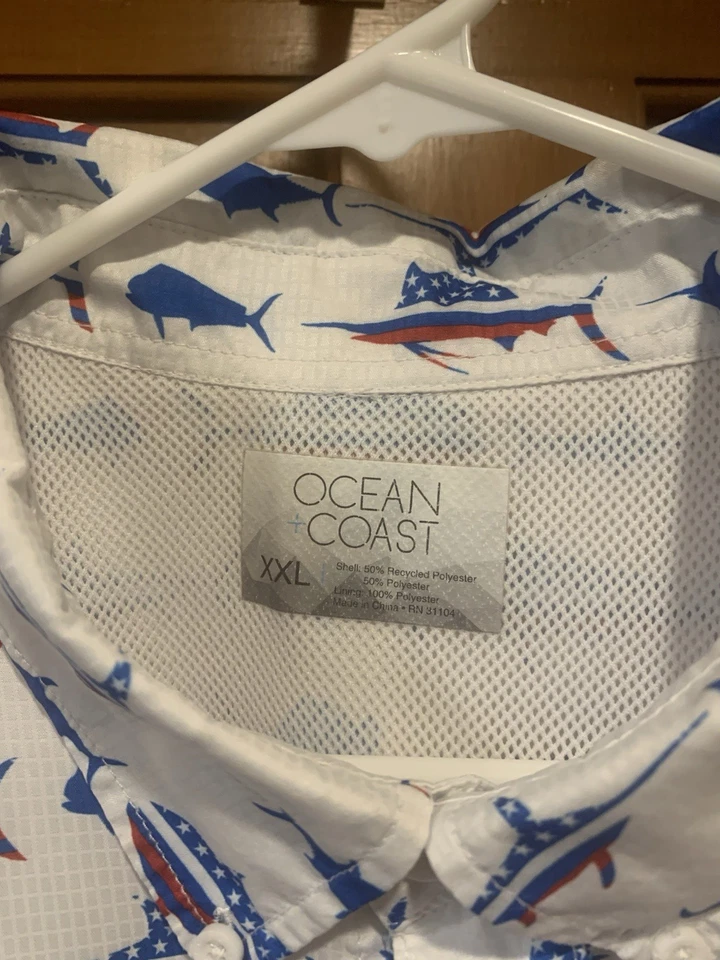 OCEAN
+COAST
XXL
Shell: 50% Recycled Polyester
50% Polyester
Lining: 100% Polyester
Made in China • RN 31104